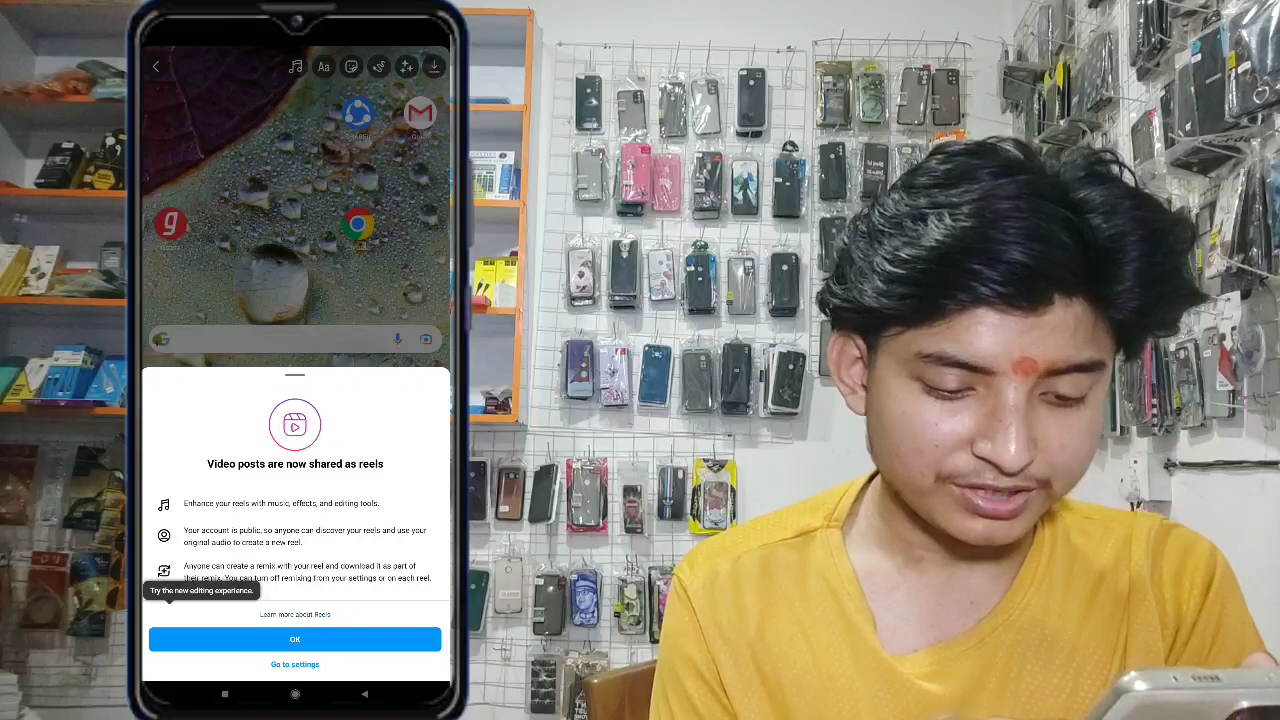 Aa
Video posts are now shared as reels
Enhance your reels with music, effects, and editing tools.
Your account is public, so anyone can discover your reels and use your
original audio to create a new reel.
Anyone can create a remix with your reel and download it as part of
their remix. You can turn off remixing from your settings or on each reel.
Try the new editing experience.
Learn more about Reels
OK
Go to settings